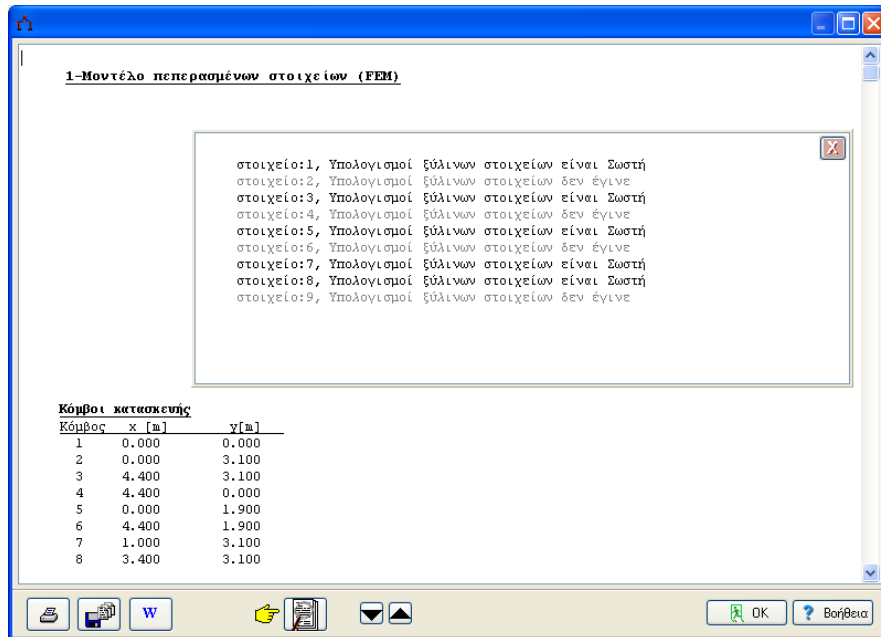 1-Μοντέλο πεπερασμένων στοιχείων (FEM)
X
στοιχείο:1, Υπολογισμοί ξύλινων στοιχείων είναι Σωστή
στοιχείο:2, Υπολογισμοί ξύλινων στοιχείων δεν έγινε
στοιχείο:3, Υπολογισμοί ξύλινων στοιχείων είναι Σωστή
στοιχείο:4, Υπολογισμοί ξύλινων στοιχείων δεν έγινε
στοιχείο:5, Υπολογισμοί ξύλινων στοιχείων είναι Σωστή
στοιχείο:6, Υπολογισμοί ξύλινων στοιχείων δεν έγινε
στοιχείο:7, Υπολογισμοί ξύλινων στοιχείων είναι Σωστή
στοιχείο:8, Υπολογισμοί ξύλινων στοιχείων είναι Σωστή
στοιχείο:9, Υπολογισμοί ξύλινων στοιχείων δεν έγινε
Κόμβοι κατασκευής
Κόμβος x [m] y[m]
1 0.000 0.000
2 0.000 3.100
3 4.400 3.100
4 4.400 0.000
5 0.000 1.900
6 4.400 1.900
7 1.000 3.100
8 3.400 3.100
W OK ? Βοήθεια